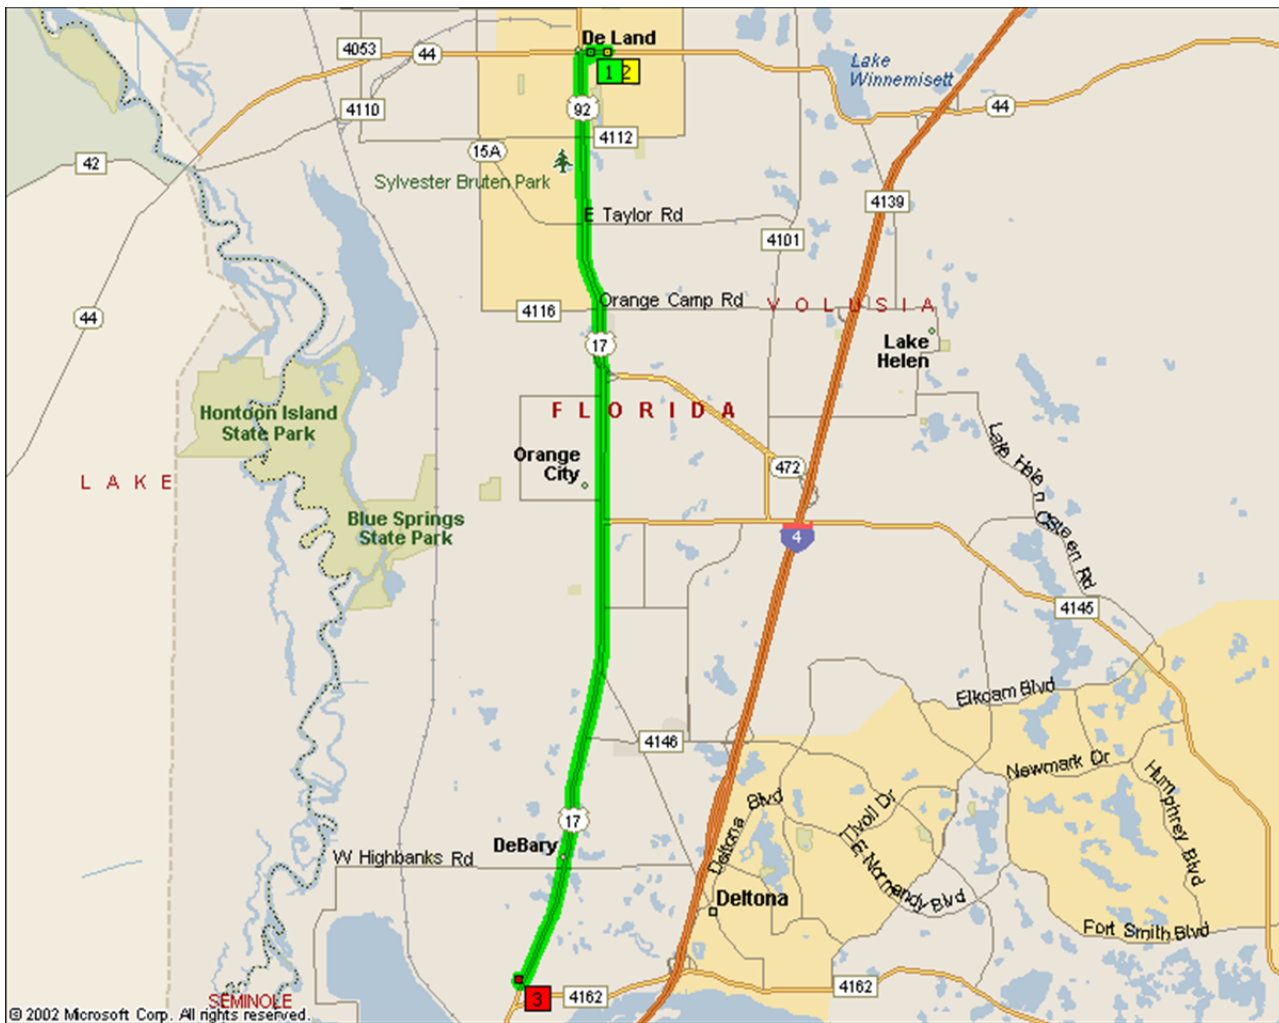 De Land
4053
44
1
2
Lake
Winnemisett
92
4110
44
4112
15A
42
Sylvester Bruten Park
4139
E Taylor Rd
4101
Orange Camp Rd
VOLUSIA
4116
44
17
Lake
Helen
Hontoon Island
State Park
FLORIDA
Orange
City
472
LAKE
Lake Helen Osteen Rd
Blue Springs
State Park
4
4145
Elkcam Blvd
4146
Newmark Dr
Humphrey Blvd
Deltona Blvd
Tivoli Dr
17
DeBary
W Highbanks Rd
E Normandy Blvd
Deltona
Fort Smith Blvd
3
4162
4162
SEMINOLE
© 2002 Microsoft Corp. All rights reserved.